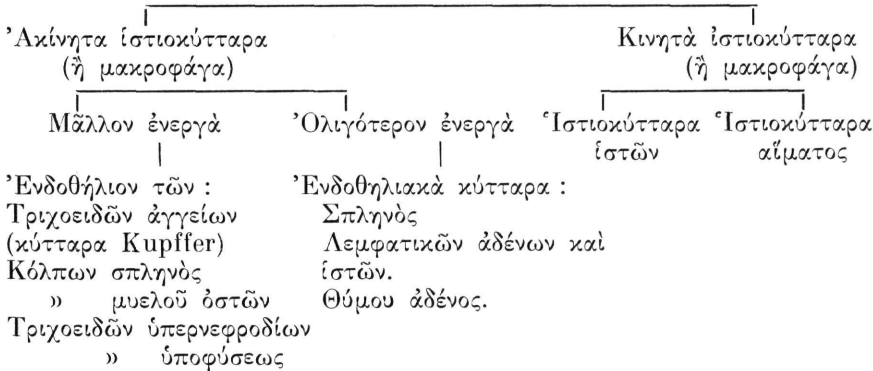 Ἀκίνητα ἱστιοκύτταρα
(ἢ μακροφάγα)
Κινητὰ ἰστιοκύτταρα
(ἢ μακροφάγα)
Μᾶλλον ἐνεργὰ
Ὀλιγότερον ἐνεργὰ
Ἱστιοκύτταρα
ἱστῶν
Ἱστιοκύτταρα
αἵματος
Ἐνδοθήλιον τῶν :
Τριχοειδῶν ἀγγείων
(κύτταρα Kupffer)
Κόλπων σπληνὸς
» μυελοῦ ὀστῶν
Τριχοειδῶν ὑπερνεφροδίων
» ὑποφύσεως
Ἐνδοθηλιακὰ κύτταρα :
Σπληνὸς
Λεμφατικῶν ἀδένων καὶ
ἱστῶν.
Θύμου ἀδένος.